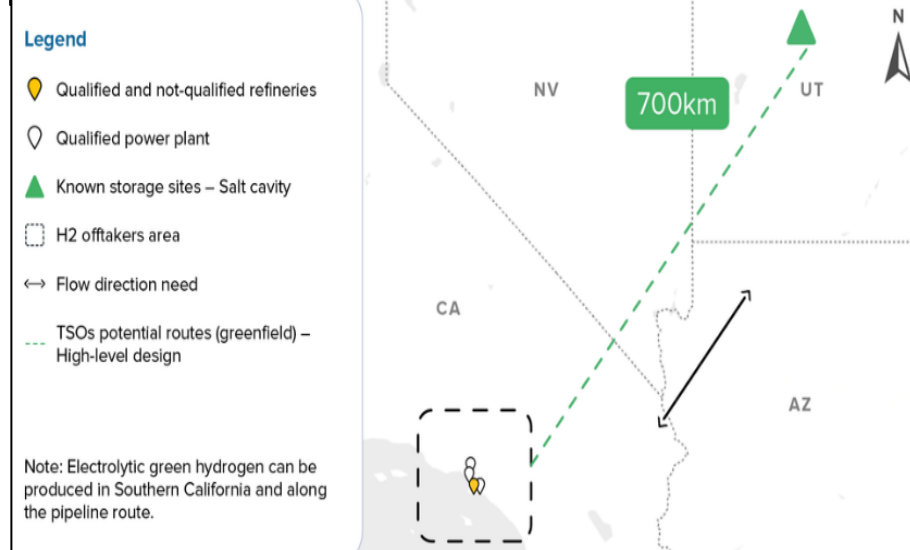 Legend
Qualified and not-qualified refineries
Qualified power plant
Known storage sites – Salt cavity
H2 offtakers area
Flow direction need
TSOs potential routes (greenfield) –
High-level design
Note: Electrolytic green hydrogen can be
produced in Southern California and along
the pipeline route.
N
NV
UT
700km
CA
AZ